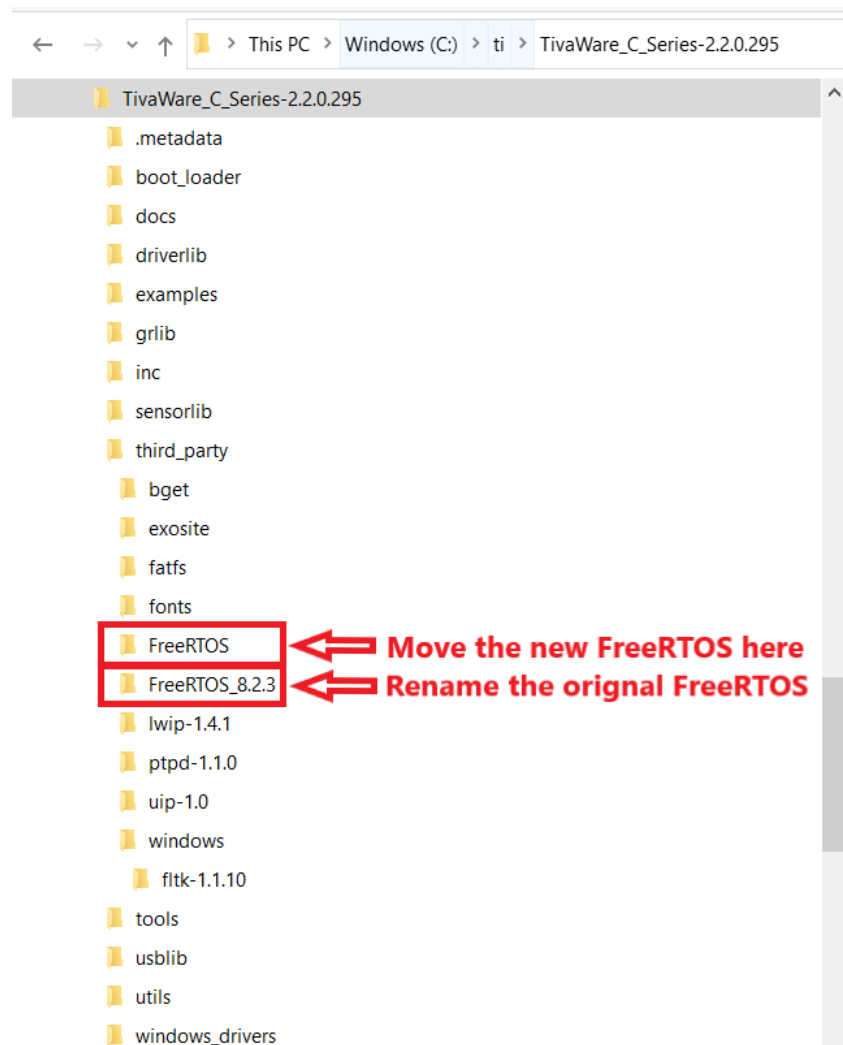 This PC > Windows (C:) > ti > TivaWare_C_Series-2.2.0.295
TivaWare_C_Series-2.2.0.295
.metadata
boot_loader
docs
driverlib
examples
grlib
inc
sensorlib
third_party
bget
exosite
fatfs
fonts
FreeRTOS Move the new FreeRTOS here
FreeRTOS_8.2.3 Rename the orignal FreeRTOS
lwip-1.4.1
ptpd-1.1.0
uip-1.0
windows
fltk-1.1.10
tools
usblib
utils
windows_drivers